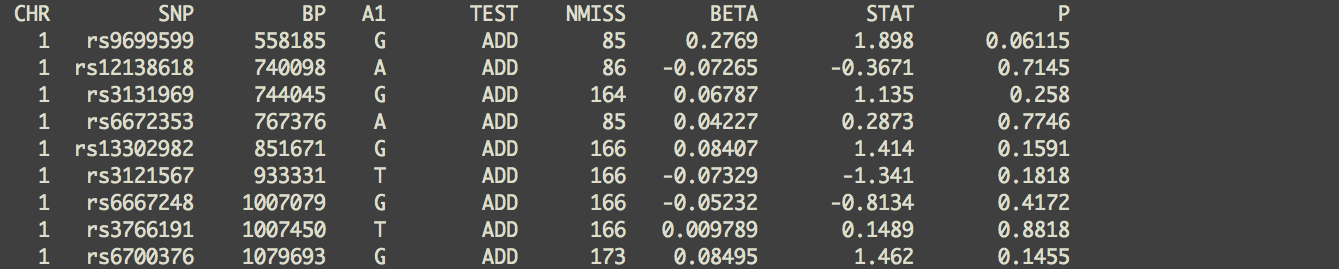 CHR SNP BP A1 TEST NMISS BETA STAT P
1 rs9699599 558185 G ADD 85 0.2769 1.898 0.06115
1 rs12138618 740098 A ADD 86 -0.07265 -0.3671 0.7145
1 rs3131969 744045 G ADD 164 0.06787 1.135 0.258
1 rs6672353 767376 A ADD 85 0.04227 0.2873 0.7746
1 rs13302982 851671 G ADD 166 0.08407 1.414 0.1591
1 rs3121567 933331 T ADD 166 -0.07329 -1.341 0.1818
1 rs6667248 1007079 G ADD 166 -0.05232 -0.8134 0.4172
1 rs3766191 1007450 T ADD 166 0.009789 0.1489 0.8818
1 rs6700376 1079693 G ADD 173 0.08495 1.462 0.1455